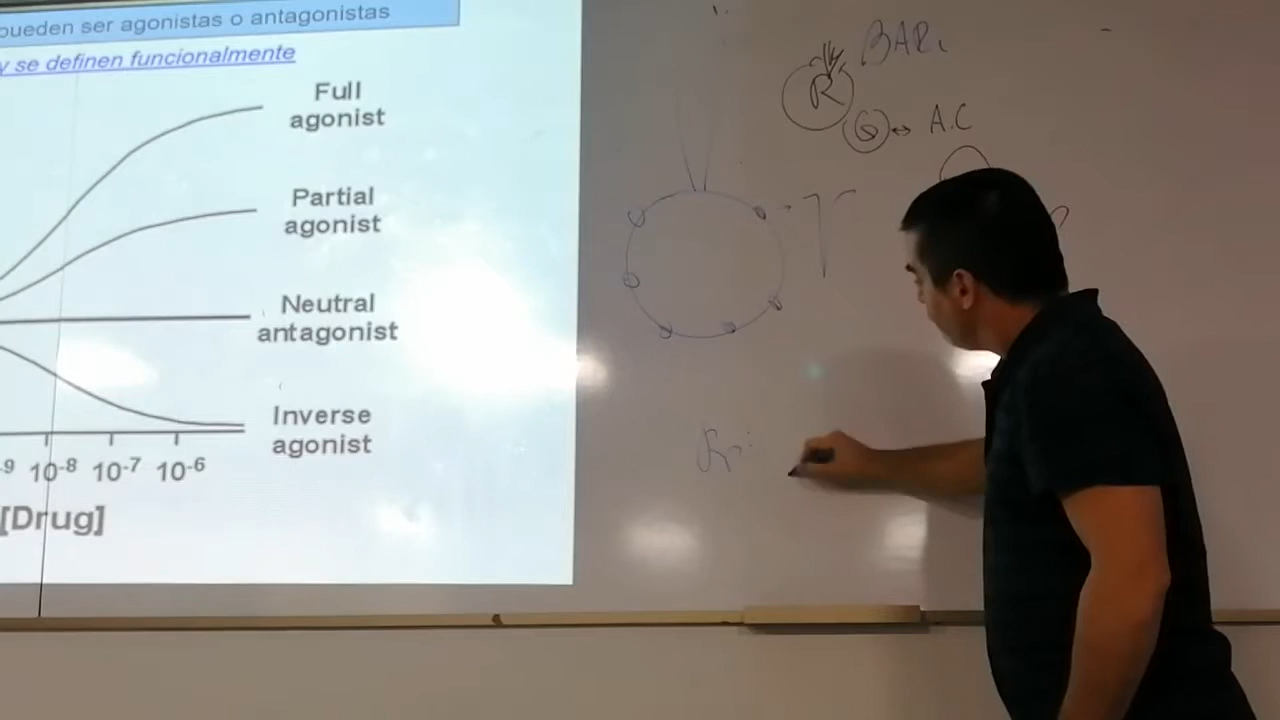 pueden ser agonistas o antagonistas
y se definen funcionalmente
Full
agonist
Partial
agonist
Neutral
antagonist
Inverse
agonist
-9 10-8 10-7 10-6
[Drug]
βAR
R
G ↔ A.C